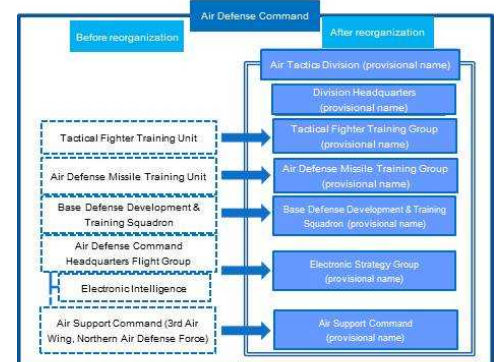 Air Defense Command
Before reorganization
After reorganization
Air Tactics Division (provisional name)
Division Headquarters
(provisional name)
Tactical Fighter Training Unit
Tactical Fighter Training Group
(provisional name)
Air Defense Missile Training Unit
Air Defense Missile Training Group
(provisional name)
Base Defense Development &
Training Squadron
Base Defense Development & Training
Squadron (provisional name)
Air Defense Command
Headquarters Flight Group
Electronic Intelligence
Electronic Strategy Group
(provisional name)
Air Support Command (3rd Air
Wing, Northern Air Defense Force)
Air Support Command
(provisional name)